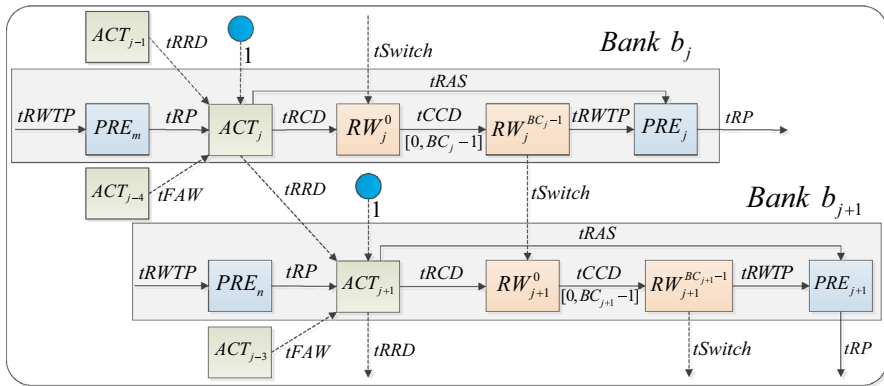 ACT_{j-1}
tRRD
1
tSwitch
Bank b_j
tRAS
tRWTP
PRE_m
tRP
ACT_j
tRCD
RW_j^0
tCCD
[0, BC_j -1]
RW_j^{BC_j-1}
tRWTP
PRE_j
tRP
ACT_{j-4}
tFAW
tRRD
1
tSwitch
Bank b_{j+1}
tRAS
tRWTP
PRE_n
tRP
ACT_{j+1}
tRCD
RW_{j+1}^0
tCCD
[0, BC_{j+1} -1]
RW_{j+1}^{BC_{j+1}-1}
tRWTP
PRE_{j+1}
ACT_{j-3}
tFAW
tRRD
tSwitch
tRP